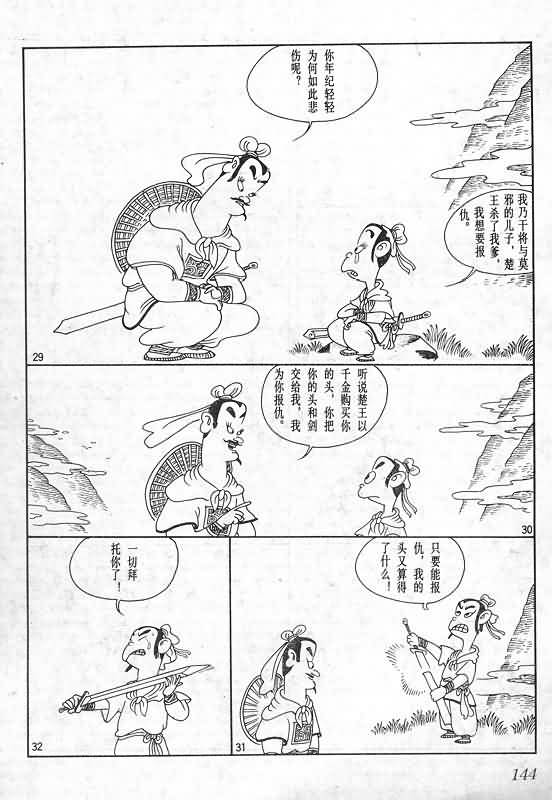 你年纪轻轻
为何如此悲
伤呢？
我乃干将与莫
邪的儿子，楚
王杀了我爹，
我想要报
仇。
29
听说楚王以
千金购买你
的头，你把
你的头和剑
交给我，我
为你报仇。
30
只要能报
仇，我的
头又算得
了什么！
31
一切拜
托你了！
32
144